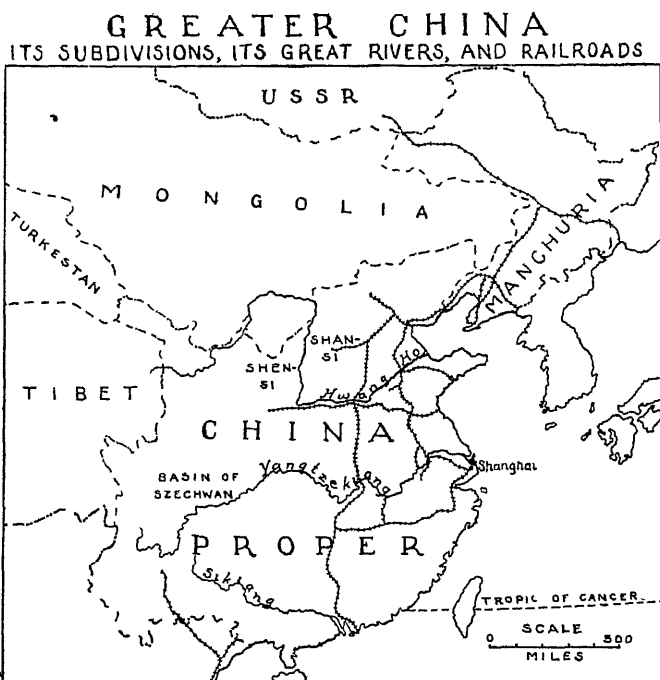 GREATER CHINA
ITS SUBDIVISIONS, ITS GREAT RIVERS, AND RAILROADS
USSR
MONGOLIA
MANCHURIA
TURKESTAN
SHAN-
SI
SHEN-
SI
Hwang Ho
TIBET
CHINA
Shanghai
BASIN OF
SZECHWAN
Yangtzekiang
PROPER
Sikiang
TROPIC OF CANCER
SCALE
0 500
MILES